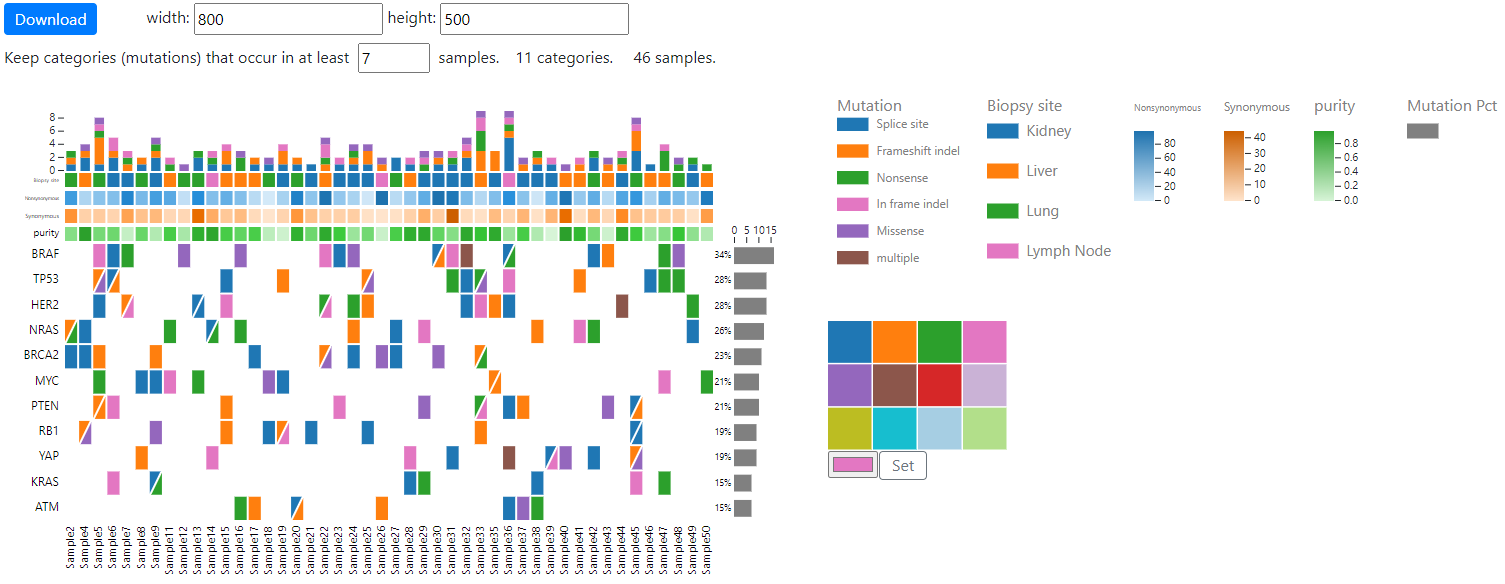 Download width: 800 height: 500
Keep categories (mutations) that occur in at least 7 samples. 11 categories. 46 samples.
Mutation
Splice site
Frameshift indel
Nonsense
In frame indel
Missense
multiple
Biopsy site
Kidney
Liver
Lung
Lymph Node
Nonsynonymous
80
60
40
20
0
Synonymous
40
30
20
10
0
purity
0.8
0.6
0.4
0.2
0.0
Mutation Pct
8
6
4
2
0
Biopsy site
Nonsynonymous
Synonymous
purity
0 5 10 15
BRAF 34%
TP53 28%
HER2 28%
NRAS 26%
BRCA2 23%
MYC 21%
PTEN 21%
RB1 19%
YAP 19%
KRAS 15%
ATM 15%
Set
Sample2
Sample4
Sample5
Sample6
Sample7
Sample8
Sample9
Sample11
Sample12
Sample13
Sample14
Sample15
Sample16
Sample17
Sample18
Sample19
Sample20
Sample21
Sample22
Sample23
Sample24
Sample25
Sample26
Sample27
Sample28
Sample29
Sample30
Sample31
Sample32
Sample33
Sample35
Sample36
Sample37
Sample38
Sample39
Sample40
Sample41
Sample42
Sample43
Sample44
Sample45
Sample46
Sample47
Sample48
Sample49
Sample50